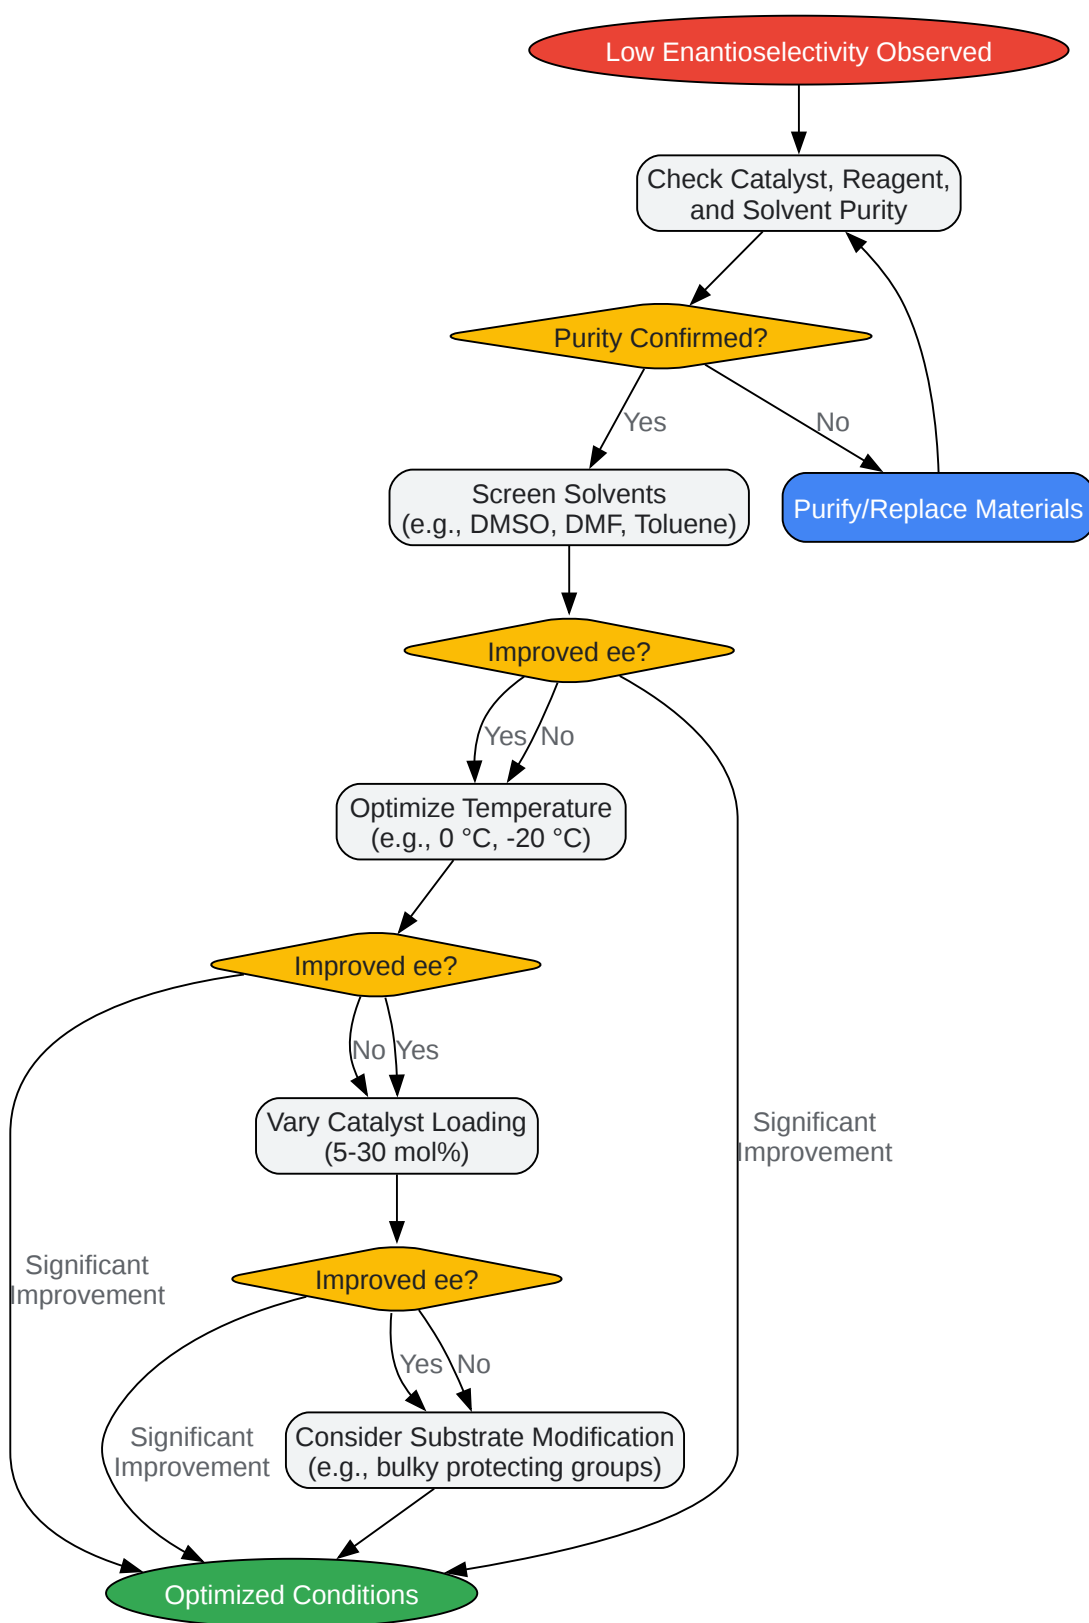 Low Enantioselectivity Observed
Check Catalyst, Reagent,
and Solvent Purity
Purity Confirmed?
Yes
No
Screen Solvents
(e.g., DMSO, DMF, Toluene)
Purify/Replace Materials
Improved ee?
Yes
No
Optimize Temperature
(e.g., 0 °C, -20 °C)
Improved ee?
No
Yes
Vary Catalyst Loading
(5-30 mol%)
Significant
Improvement
Improved ee?
Significant
Improvement
Yes
No
Consider Substrate Modification
(e.g., bulky protecting groups)
Significant
Improvement
Optimized Conditions